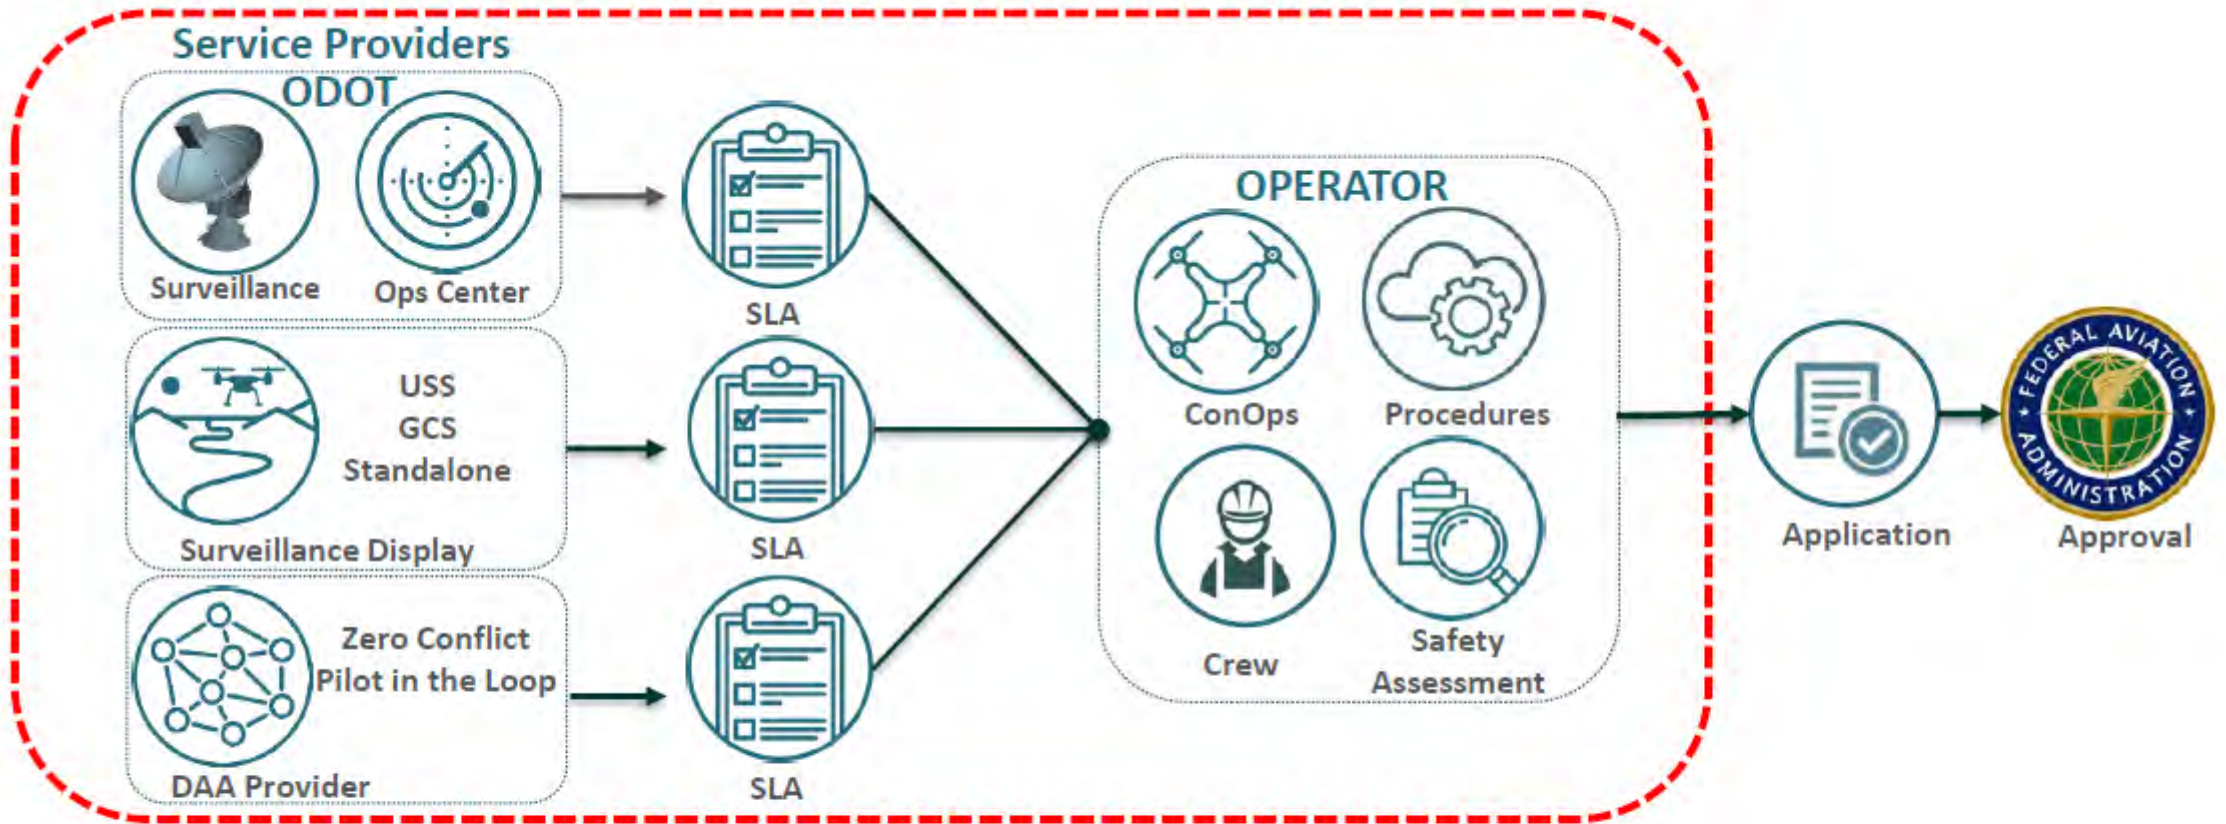 Service Providers
ODOT
Surveillance
Ops Center
SLA
USS
GCS
Standalone
Surveillance Display
SLA
Zero Conflict
Pilot in the Loop
DAA Provider
SLA
OPERATOR
ConOps
Procedures
Crew
Safety
Assessment
Application
FEDERAL AVIATION
ADMINISTRATION
Approval